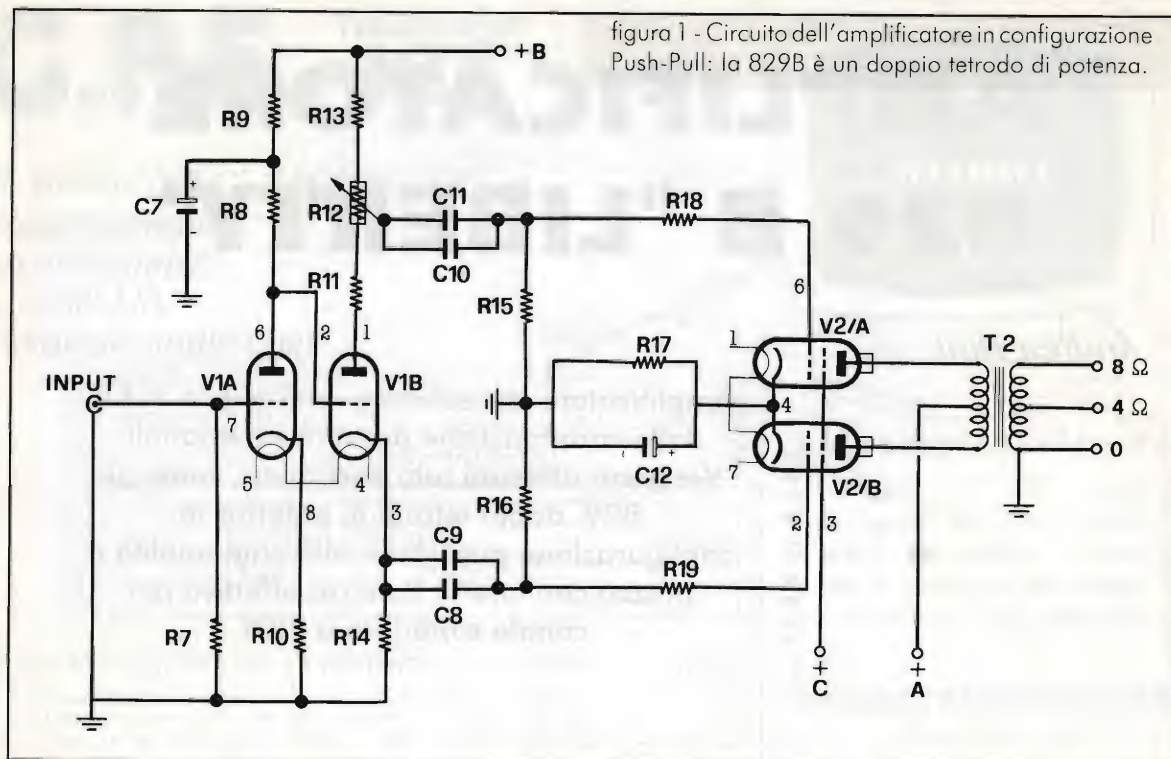 figura 1 - Circuito dell'amplificatore in configurazione
Push-Pull: la 829B è un doppio tetrodo di potenza.
+B
R9
R13
C7
+
-
R8
R12
C11
C10
R18
R11
R15
6
2
1
6
INPUT
V1A
V1B
7
5
8
4
3
R17
C12
+
1
4
7
V2/A
V2/B
T2
8 Ω
4 Ω
0
R16
2
3
C9
C8
R19
R7
R10
R14
+
C
+
A